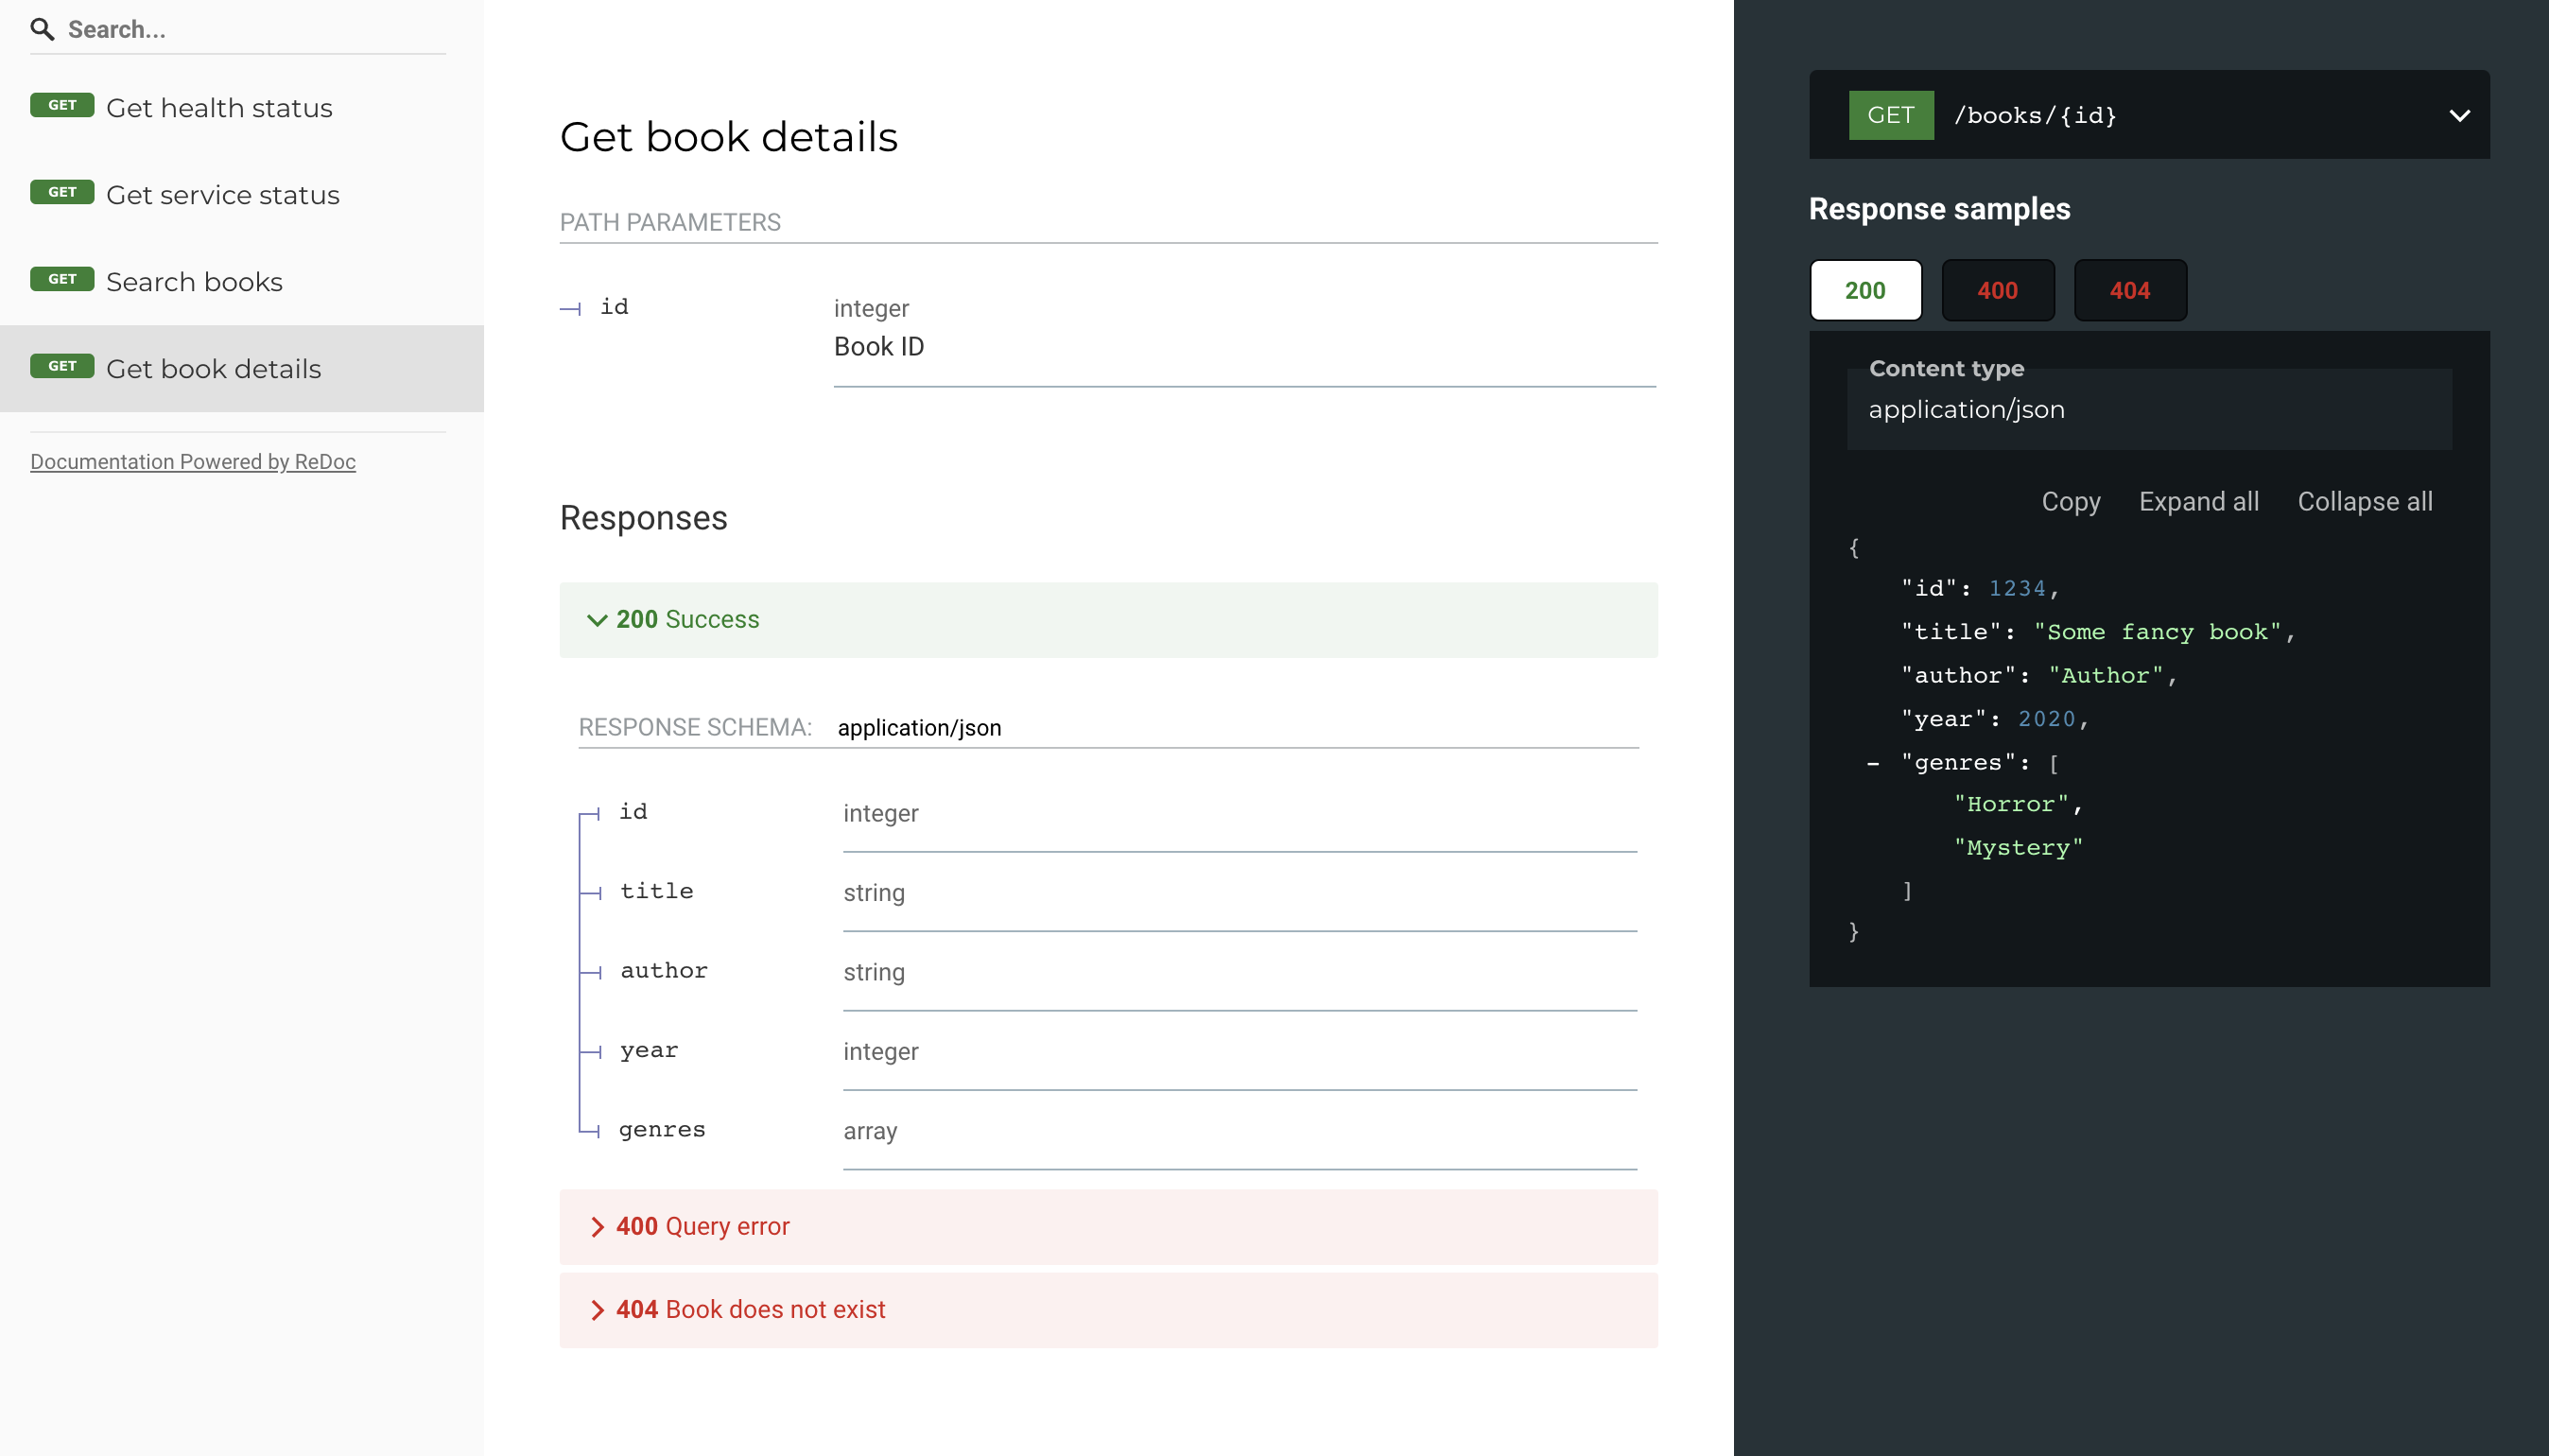 Search...
GET Get health status
GET Get service status
GET Search books
GET Get book details
Documentation Powered by ReDoc
Get book details
PATH PARAMETERS
id integer
Book ID
Responses
200 Success
RESPONSE SCHEMA: application/json
id integer
title string
author string
year integer
genres array
400 Query error
404 Book does not exist
GET /books/{id}
Response samples
200 400 404
Content type
application/json
Copy Expand all Collapse all
{
"id": 1234,
"title": "Some fancy book",
"author": "Author",
"year": 2020,
- "genres": [
"Horror",
"Mystery"
]
}